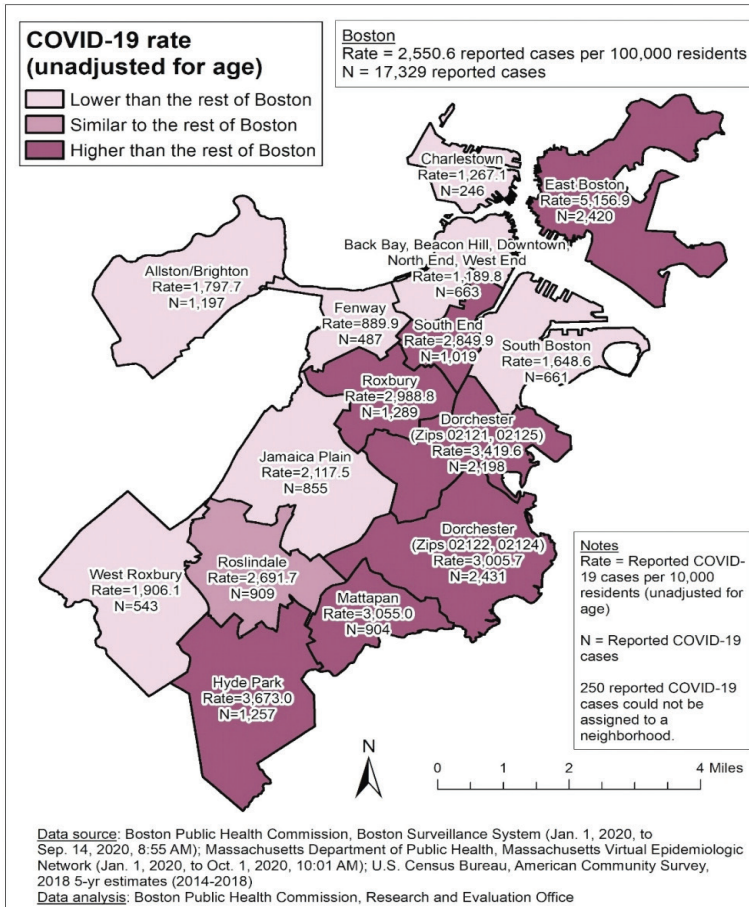 COVID-19 rate
(unadjusted for age)
Lower than the rest of Boston
Similar to the rest of Boston
Higher than the rest of Boston
Boston
Rate = 2,550.6 reported cases per 100,000 residents
N = 17,329 reported cases
Charlestown
Rate=1,267.1
N=246
East Boston
Rate=5,156.9
N=2,420
Back Bay, Beacon Hill, Downtown,
North End, West End
Rate=1,189.8
N=663
Allston/Brighton
Rate=1,797.7
N=1,197
Fenway
Rate=889.9
N=487
South End
Rate=2,849.9
N=1,019
South Boston
Rate=1,648.6
N=661
Roxbury
Rate=2,988.8
N=1,289
Dorchester
(Zips 02121, 02125)
Rate=3,419.6
N=2,198
Jamaica Plain
Rate=2,117.5
N=855
Dorchester
(Zips 02122, 02124)
Rate=3,005.7
N=2,431
West Roxbury
Rate=1,906.1
N=543
Roslindale
Rate=2,691.7
N=909
Mattapan
Rate=3,055.0
N=904
Hyde Park
Rate=3,673.0
N=1,257
Notes
Rate = Reported COVID-
19 cases per 10,000
residents (unadjusted for
age)
N = Reported COVID-19
cases
250 reported COVID-19
cases could not be
assigned to a
neighborhood.
N
0 1 2 4 Miles
Data source: Boston Public Health Commission, Boston Surveillance System (Jan. 1, 2020, to
Sep. 14, 2020, 8:55 AM); Massachusetts Department of Public Health, Massachusetts Virtual Epidemiologic
Network (Jan. 1, 2020, to Oct. 1, 2020, 10:01 AM); U.S. Census Bureau, American Community Survey,
2018 5-yr estimates (2014-2018)
Data analysis: Boston Public Health Commission, Research and Evaluation Office